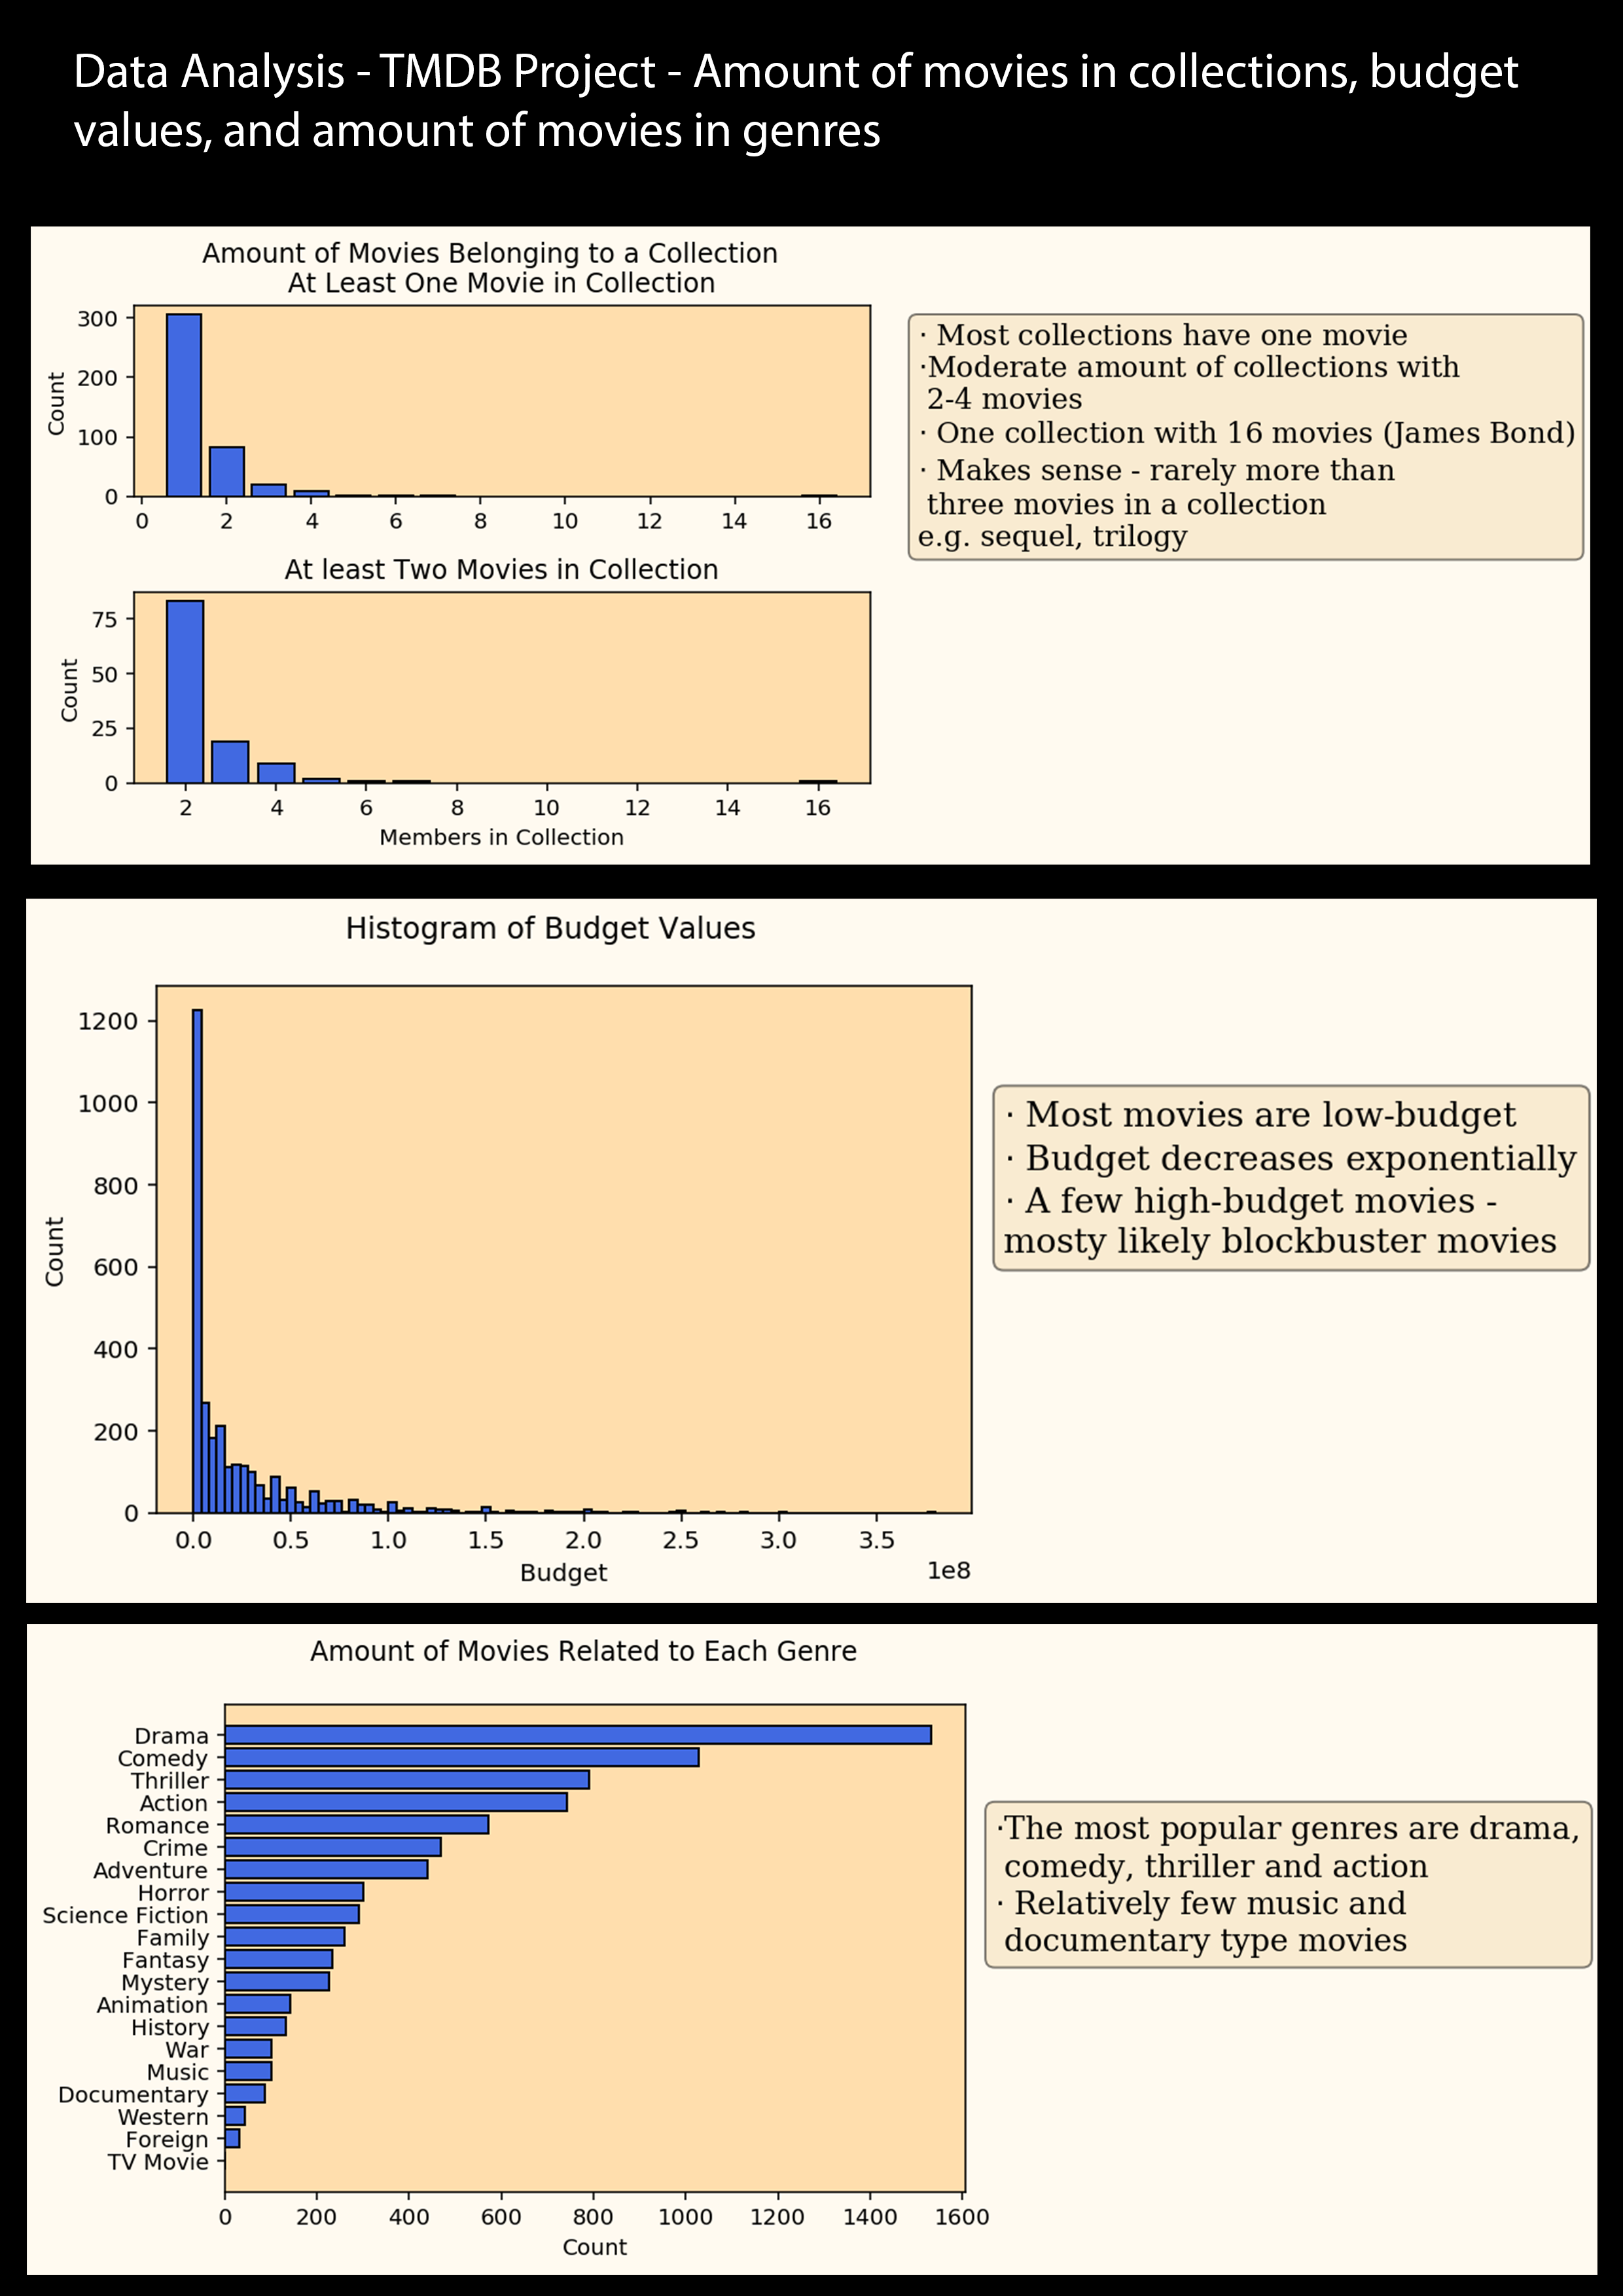 Data Analysis - TMDB Project - Amount of movies in collections, budget
values, and amount of movies in genres
Amount of Movies Belonging to a Collection
At Least One Movie in Collection
300
200
100
0
Count
0 2 4 6 8 10 12 14 16
· Most collections have one movie
·Moderate amount of collections with
2-4 movies
· One collection with 16 movies (James Bond)
· Makes sense - rarely more than
three movies in a collection
e.g. sequel, trilogy
At least Two Movies in Collection
75
50
25
0
Count
2 4 6 8 10 12 14 16
Members in Collection
Histogram of Budget Values
1200
1000
800
600
400
200
0
Count
0.0 0.5 1.0 1.5 2.0 2.5 3.0 3.5
1e8
Budget
· Most movies are low-budget
· Budget decreases exponentially
· A few high-budget movies -
mosty likely blockbuster movies
Amount of Movies Related to Each Genre
Drama
Comedy
Thriller
Action
Romance
Crime
Adventure
Horror
Science Fiction
Family
Fantasy
Mystery
Animation
History
War
Music
Documentary
Western
Foreign
TV Movie
0 200 400 600 800 1000 1200 1400 1600
Count
·The most popular genres are drama,
comedy, thriller and action
· Relatively few music and
documentary type movies